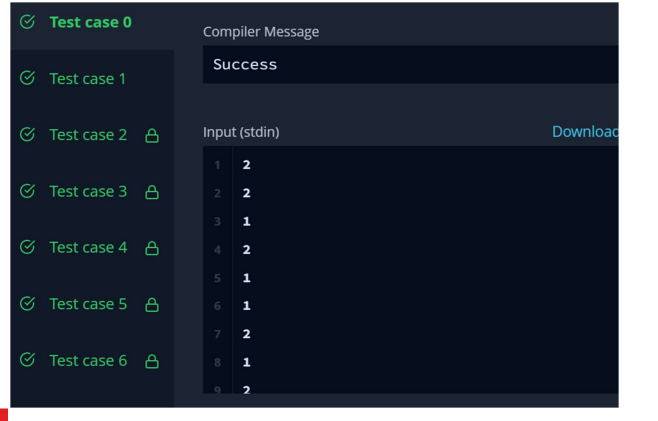 Test case 0
Test case 1
Test case 2
Test case 3
Test case 4
Test case 5
Test case 6
Compiler Message
Success
Input (stdin)
Download
1 2
2 2
3 1
4 2
5 1
6 1
7 2
8 1
9 2